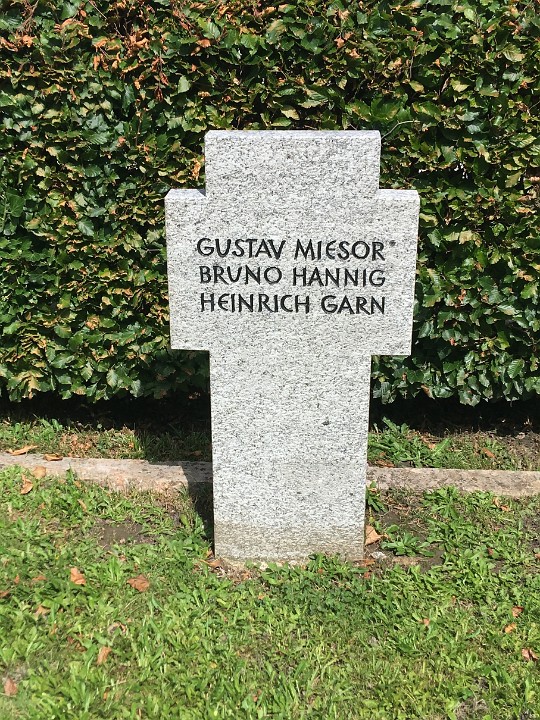 GUSTAV MIESOR*
BRUNO HANNIG
HEINRICH GARN